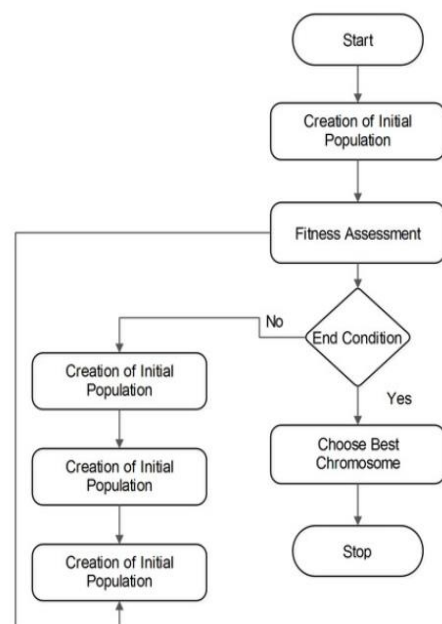 Start
Creation of Initial
Population
Fitness Assessment
End Condition
No
Yes
Creation of Initial
Population
Creation of Initial
Population
Creation of Initial
Population
Choose Best
Chromosome
Stop